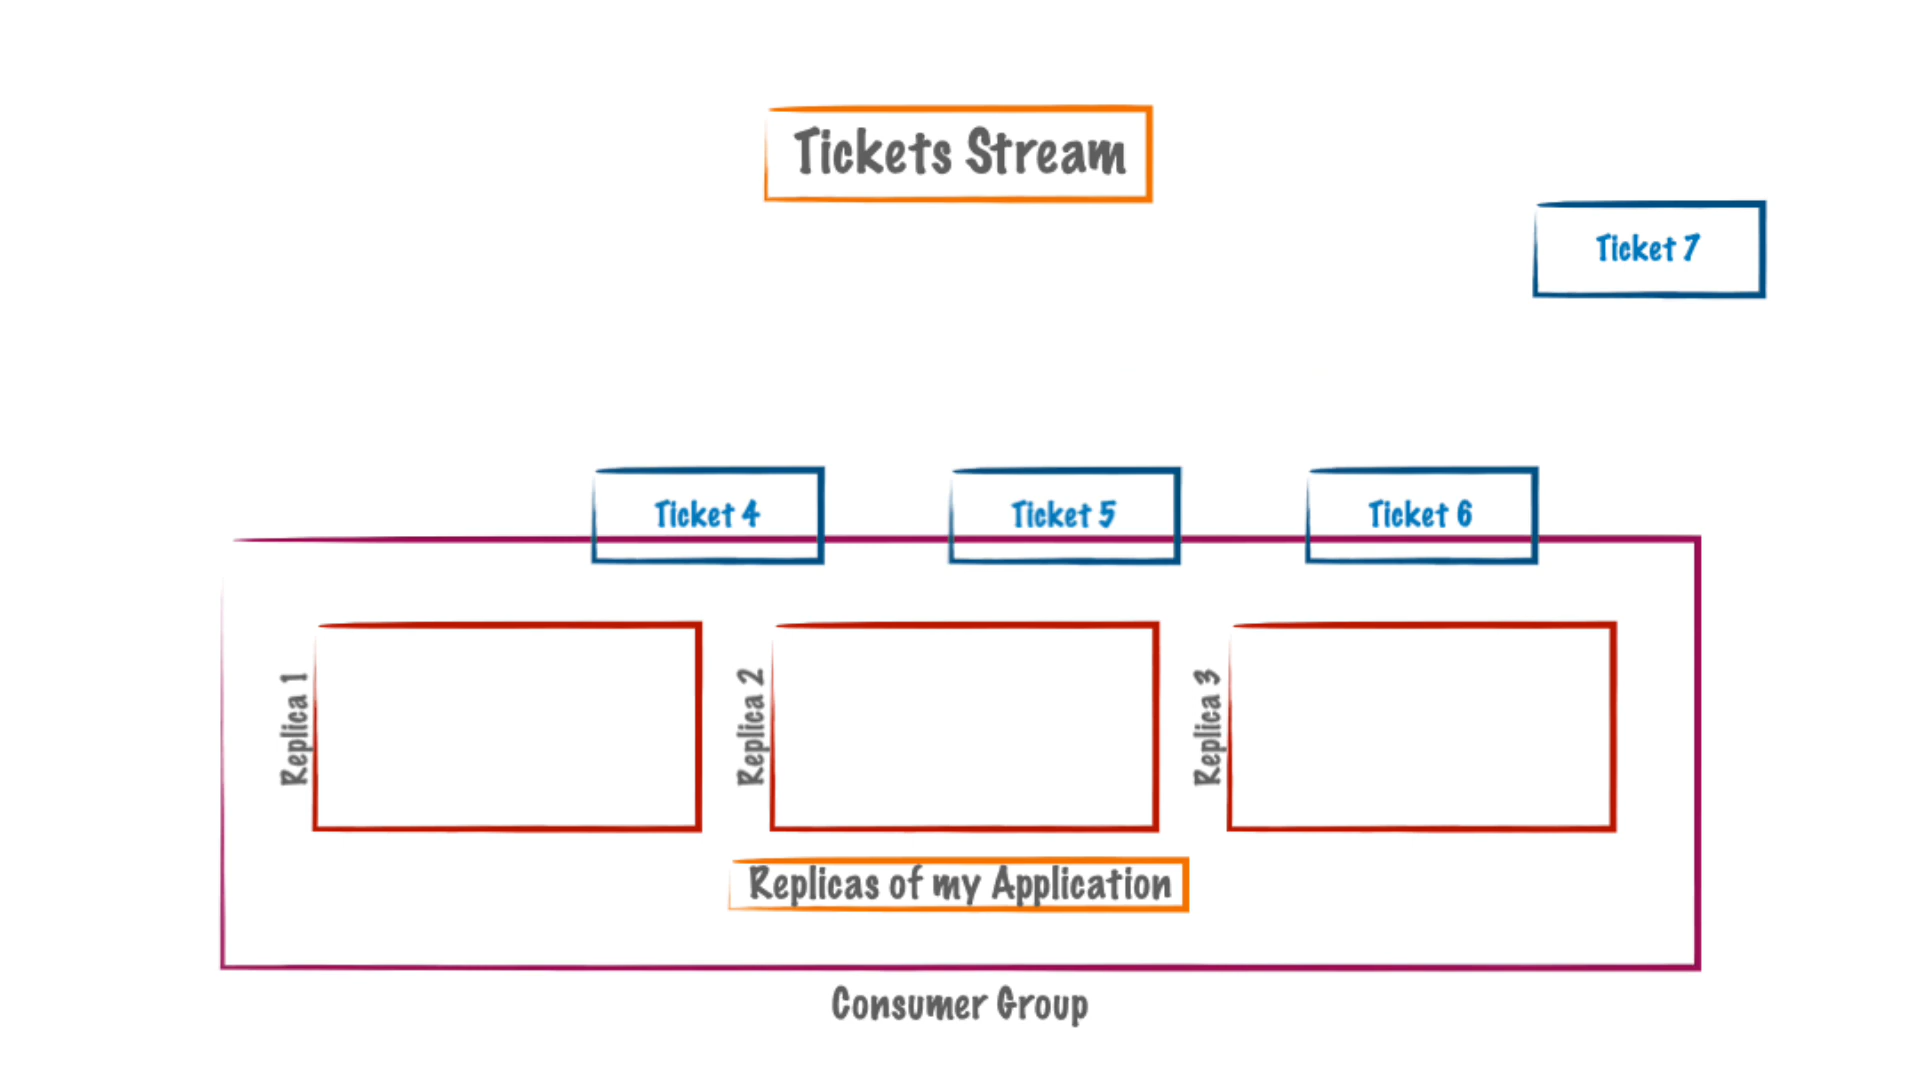 Tickets Stream
Ticket 7
Ticket 4
Ticket 5
Ticket 6
Replica 1
Replica 2
Replica 3
Replicas of my Application
Consumer Group